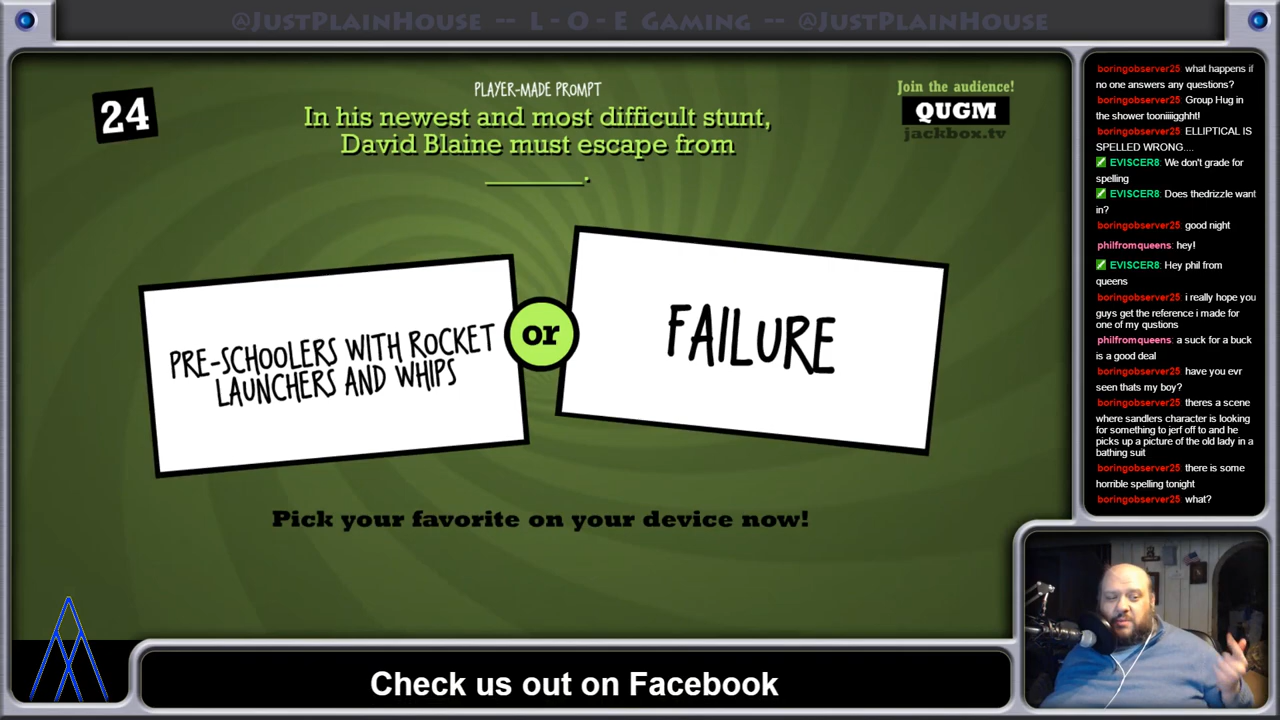 @JustPlainHouse -- L - O - E Gaming -- @JustPlainHouse
24
PLAYER-MADE PROMPT
In his newest and most difficult stunt,
David Blaine must escape from
________.
Join the audience!
QUGM
jackbox.tv
PRE-SCHOOLERS WITH ROCKET
LAUNCHERS AND WHIPS
or
FAILURE
Pick your favorite on your device now!
boringobserver25: what happens if
no one answers any questions?
boringobserver25: Group Hug in
the shower tooniiiigghht!
boringobserver25: ELLIPTICAL IS
SPELLED WRONG....
EVISCER8: We don't grade for
spelling
EVISCER8: Does thedrizzle want
in?
boringobserver25: good night
philfromqueens: hey!
EVISCER8: Hey phil from
queens
boringobserver25: i really hope you
guys get the reference i made for
one of my qustions
philfromqueens: a suck for a buck
is a good deal
boringobserver25: have you evr
seen thats my boy?
boringobserver25: theres a scene
where sandlers character is looking
for something to jerf off to and he
picks up a picture of the old lady in a
bathing suit
boringobserver25: there is some
horrible spelling tonight
boringobserver25: what?
Check us out on Facebook